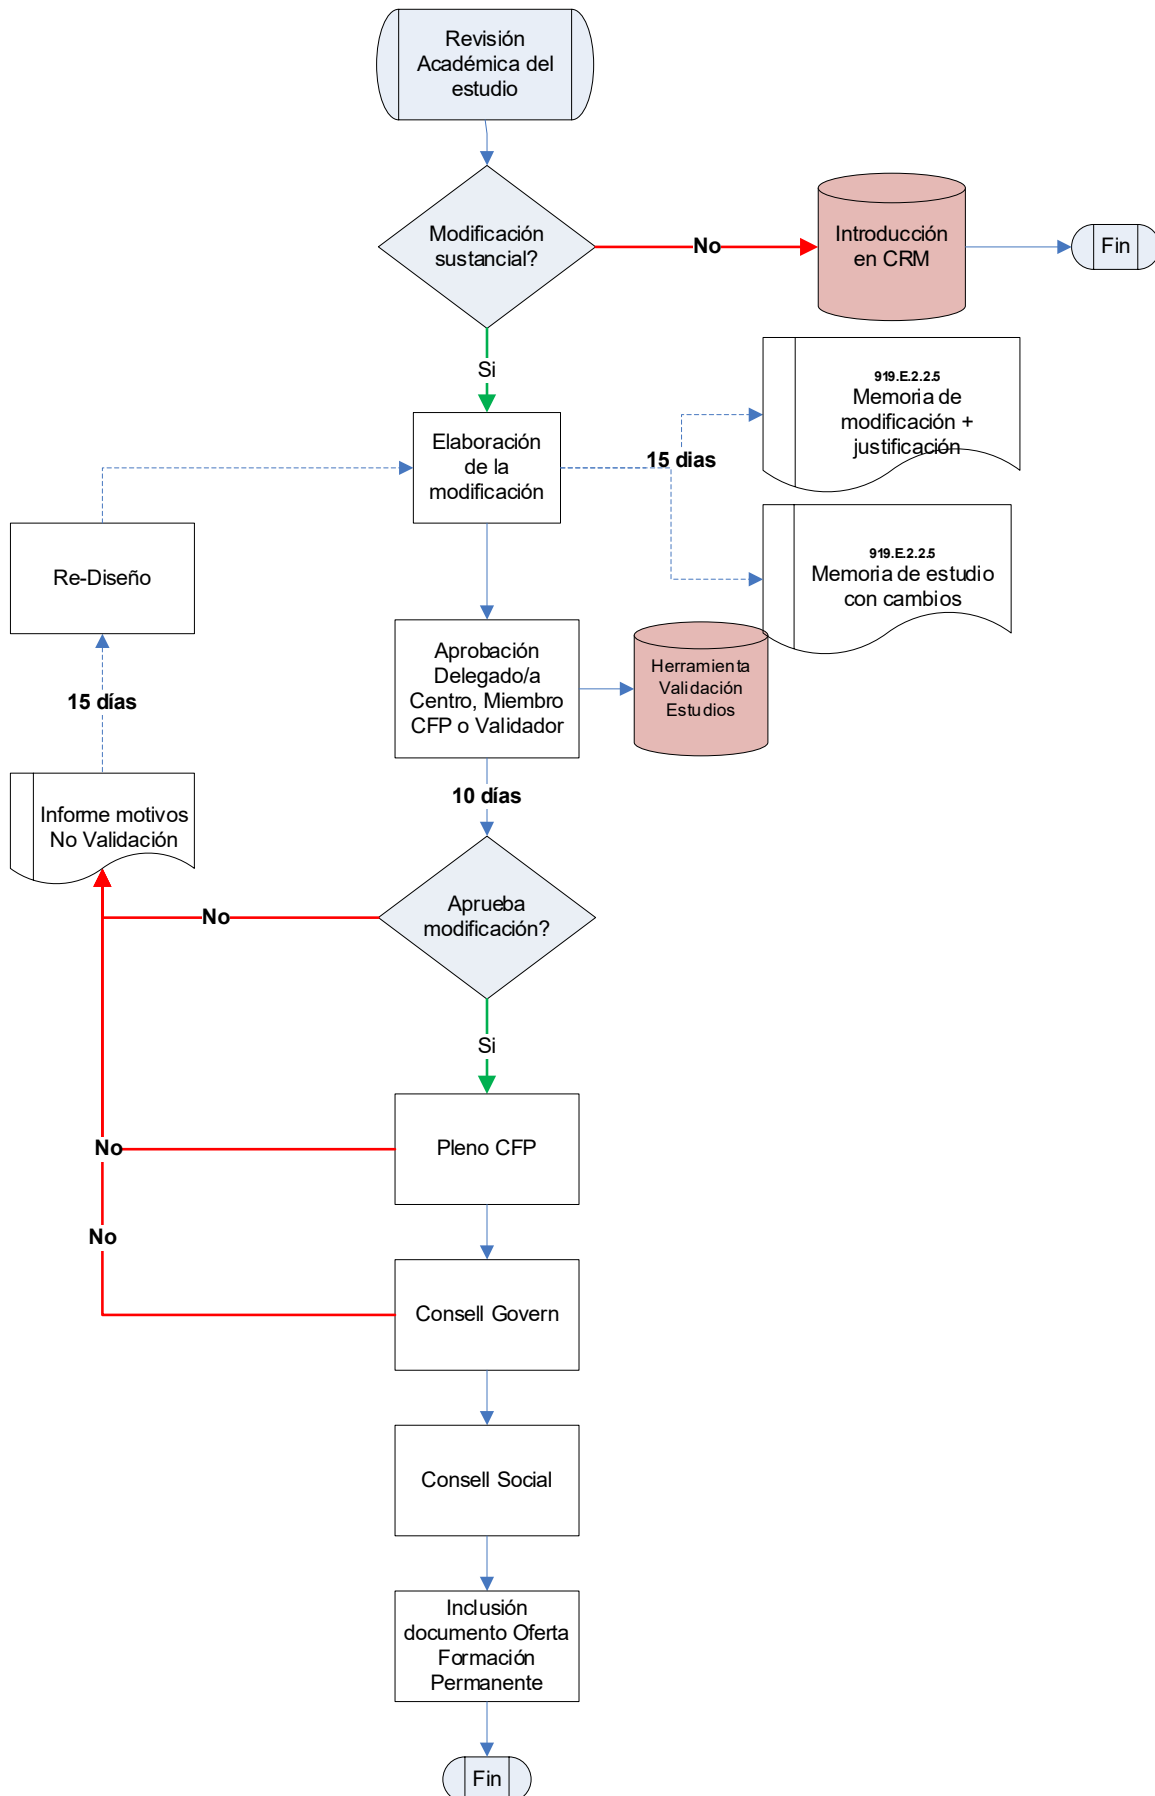 Revisión
Académica del
estudio
Modificación
sustancial?
No
Introducción
en CRM
Fin
Si
919.E.2.2.5
Memoria de
modificación +
justificación
Elaboración
de la
modificación
15 dias
919.E.2.2.5
Memoria de estudio
con cambios
Re-Diseño
Aprobación
Delegado/a
Centro, Miembro
CFP o Validador
Herramienta
Validación
Estudios
15 días
10 días
Informe motivos
No Validación
Aprueba
modificación?
No
Si
Pleno CFP
No
No
Consell Govern
Consell Social
Inclusión
documento Oferta
Formación
Permanente
Fin